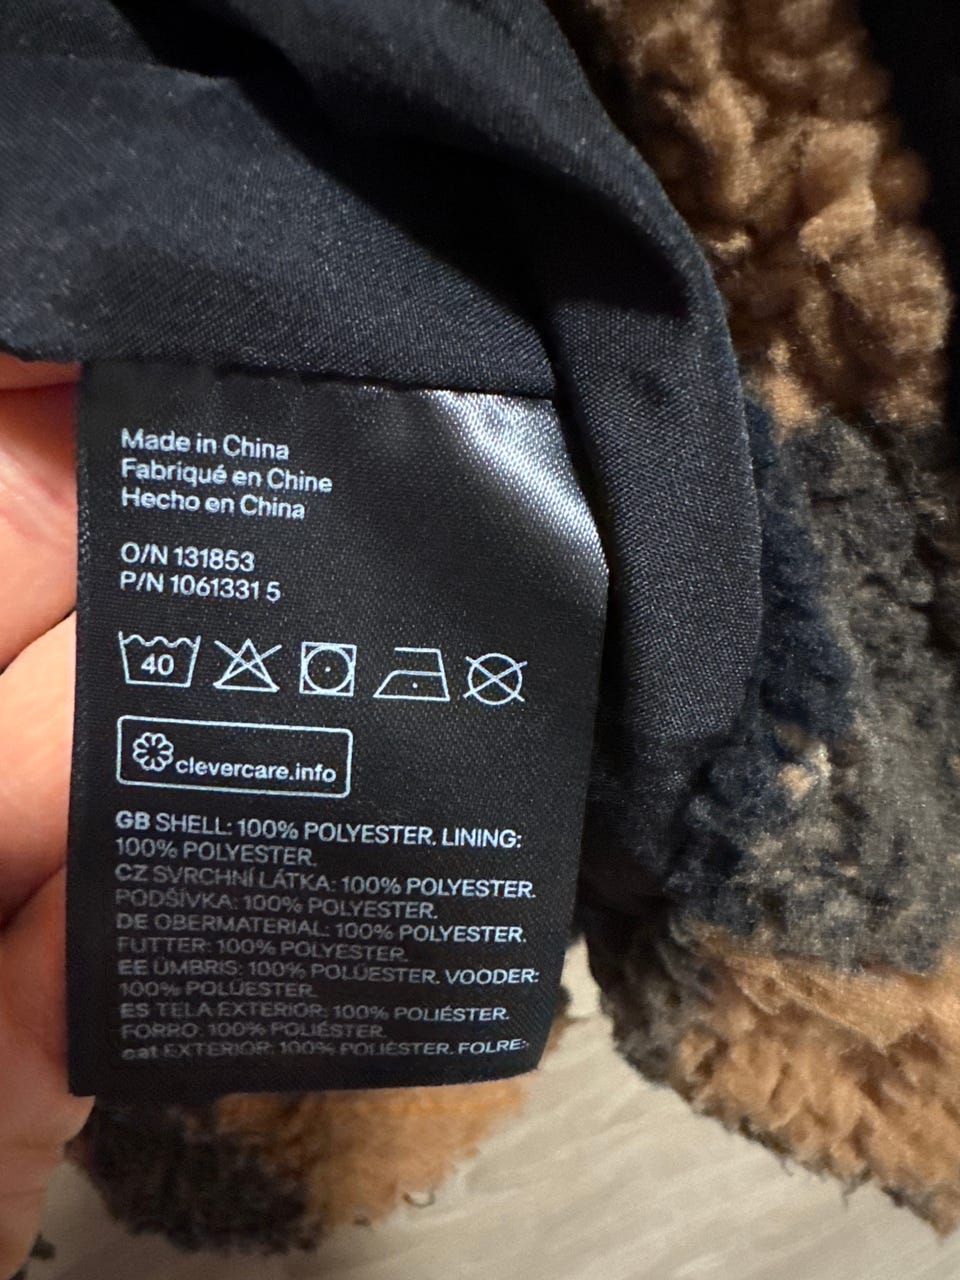 Made in China
Fabriqué en Chine
Hecho en China
O/N 131853
P/N 1061331 5
40
clevercare.info
GB SHELL: 100% POLYESTER. LINING:
100% POLYESTER.
CZ SVRCHNÍ LÁTKA: 100% POLYESTER.
PODŠÍVKA: 100% POLYESTER.
DE OBERMATERIAL: 100% POLYESTER.
FUTTER: 100% POLYESTER.
EE ÜMBRIS: 100% POLÜESTER. VOODER:
100% POLÜESTER.
ES TELA EXTERIOR: 100% POLIÉSTER.
FORRO: 100% POLIÉSTER.
cat EXTERIOR: 100% POLIÈSTER. FOLRE: